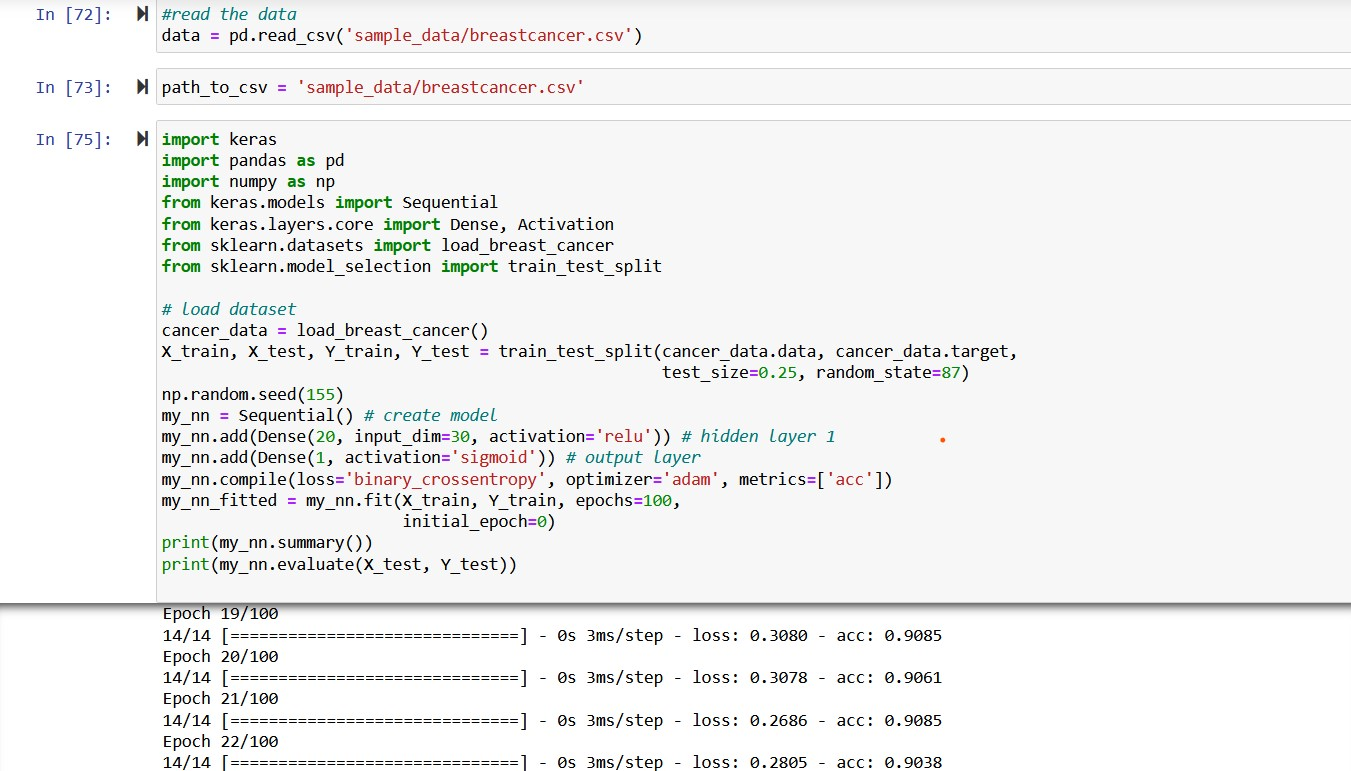 In [72]: #read the data
data = pd.read_csv('sample_data/breastcancer.csv')
In [73]: path_to_csv = 'sample_data/breastcancer.csv'
In [75]: import keras
import pandas as pd
import numpy as np
from keras.models import Sequential
from keras.layers.core import Dense, Activation
from sklearn.datasets import load_breast_cancer
from sklearn.model_selection import train_test_split
# load dataset
cancer_data = load_breast_cancer()
X_train, X_test, Y_train, Y_test = train_test_split(cancer_data.data, cancer_data.target,
test_size=0.25, random_state=87)
np.random.seed(155)
my_nn = Sequential() # create model
my_nn.add(Dense(20, input_dim=30, activation='relu')) # hidden layer 1
my_nn.add(Dense(1, activation='sigmoid')) # output layer
my_nn.compile(loss='binary_crossentropy', optimizer='adam', metrics=['acc'])
my_nn_fitted = my_nn.fit(X_train, Y_train, epochs=100,
initial_epoch=0)
print(my_nn.summary())
print(my_nn.evaluate(X_test, Y_test))
Epoch 19/100
14/14 [==============================] - 0s 3ms/step - loss: 0.3080 - acc: 0.9085
Epoch 20/100
14/14 [==============================] - 0s 3ms/step - loss: 0.3078 - acc: 0.9061
Epoch 21/100
14/14 [==============================] - 0s 3ms/step - loss: 0.2686 - acc: 0.9085
Epoch 22/100
14/14 [==============================] - 0s 3ms/step - loss: 0.2805 - acc: 0.9038